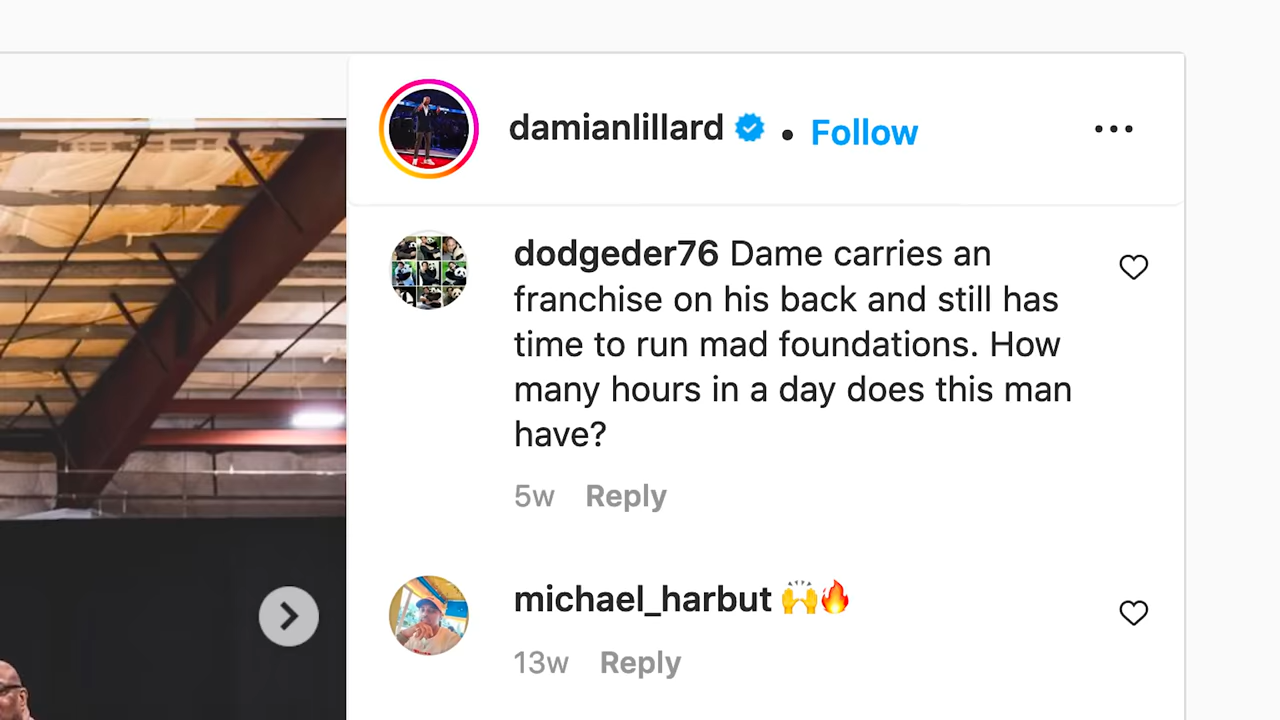 damianlillard • Follow
dodgeder76 Dame carries an
franchise on his back and still has
time to run mad foundations. How
many hours in a day does this man
have?
5w Reply
michael_harbut 🙌🔥
13w Reply